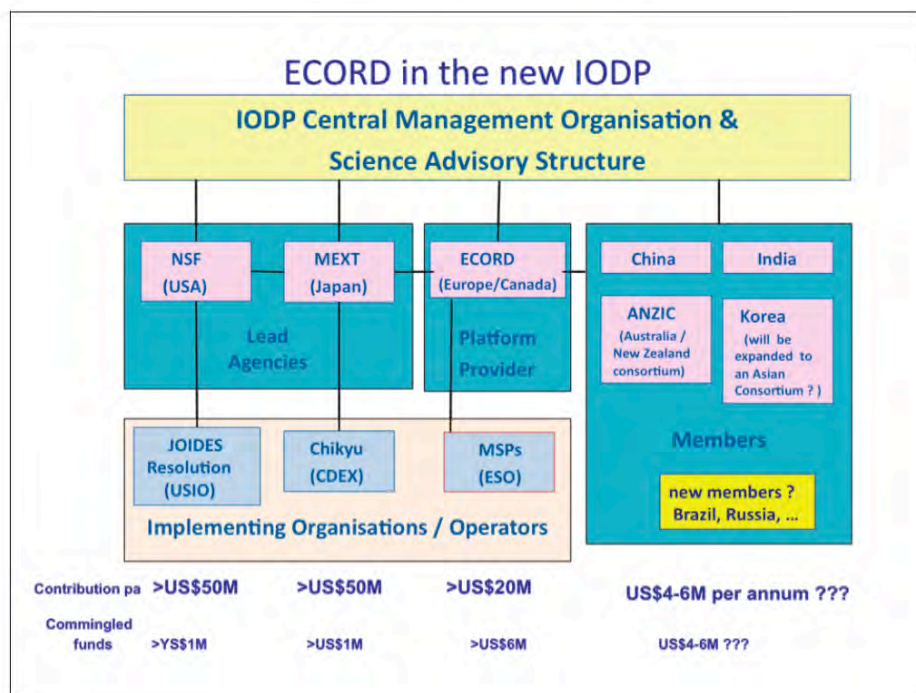 ECORD in the new IODP
IODP Central Management Organisation &
Science Advisory Structure
NSF
(USA)
MEXT
(Japan)
Lead
Agencies
ECORD
(Europe/Canada)
Platform
Provider
China
India
ANZIC
(Australia /
New Zealand
consortium)
Korea
(will be
expanded to
an Asian
Consortium ? )
Members
new members ?
Brazil, Russia, ...
JOIDES
Resolution
(USIO)
Chikyu
(CDEX)
MSPs
(ESO)
Implementing Organisations / Operators
Contribution pa >US$50M >US$50M >US$20M US$4-6M per annum ???
Commingled
funds >YS$1M >US$1M >US$6M US$4-6M ???